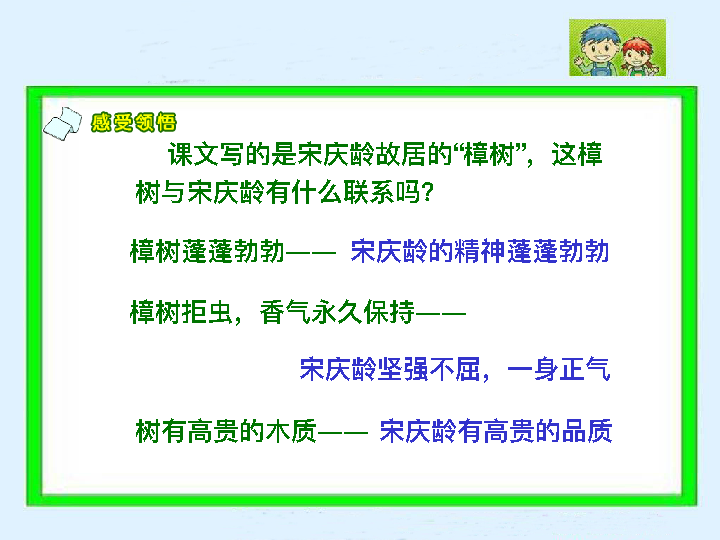 感受领悟
课文写的是宋庆龄故居的“樟树”，这樟
树与宋庆龄有什么联系吗？
樟树蓬蓬勃勃—— 宋庆龄的精神蓬蓬勃勃
樟树拒虫，香气永久保持——
宋庆龄坚强不屈，一身正气
树有高贵的木质—— 宋庆龄有高贵的品质